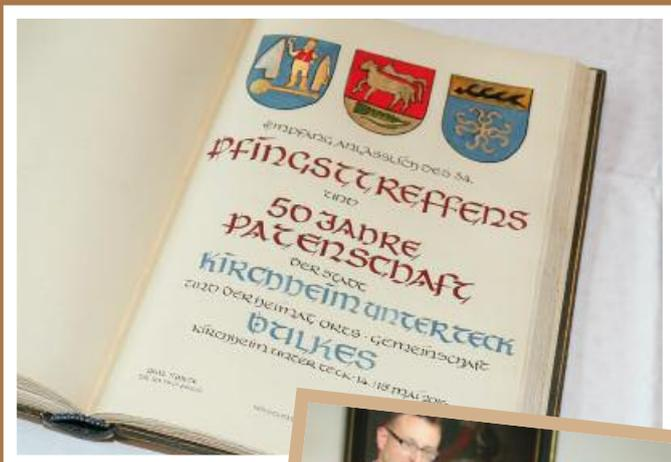 EMPFANG ANLÄSSLICH DES 34.
PFINGSTTREFFENS
UND
50 JAHRE
PATENSCHAFT
DER STADT
KIRCHHEIM UNTER TECK
UND DER HEIMAT-ORTS-GEMEINSCHAFT
BULKES
KIRCHHEIM UNTER TECK · 14./15. MAI